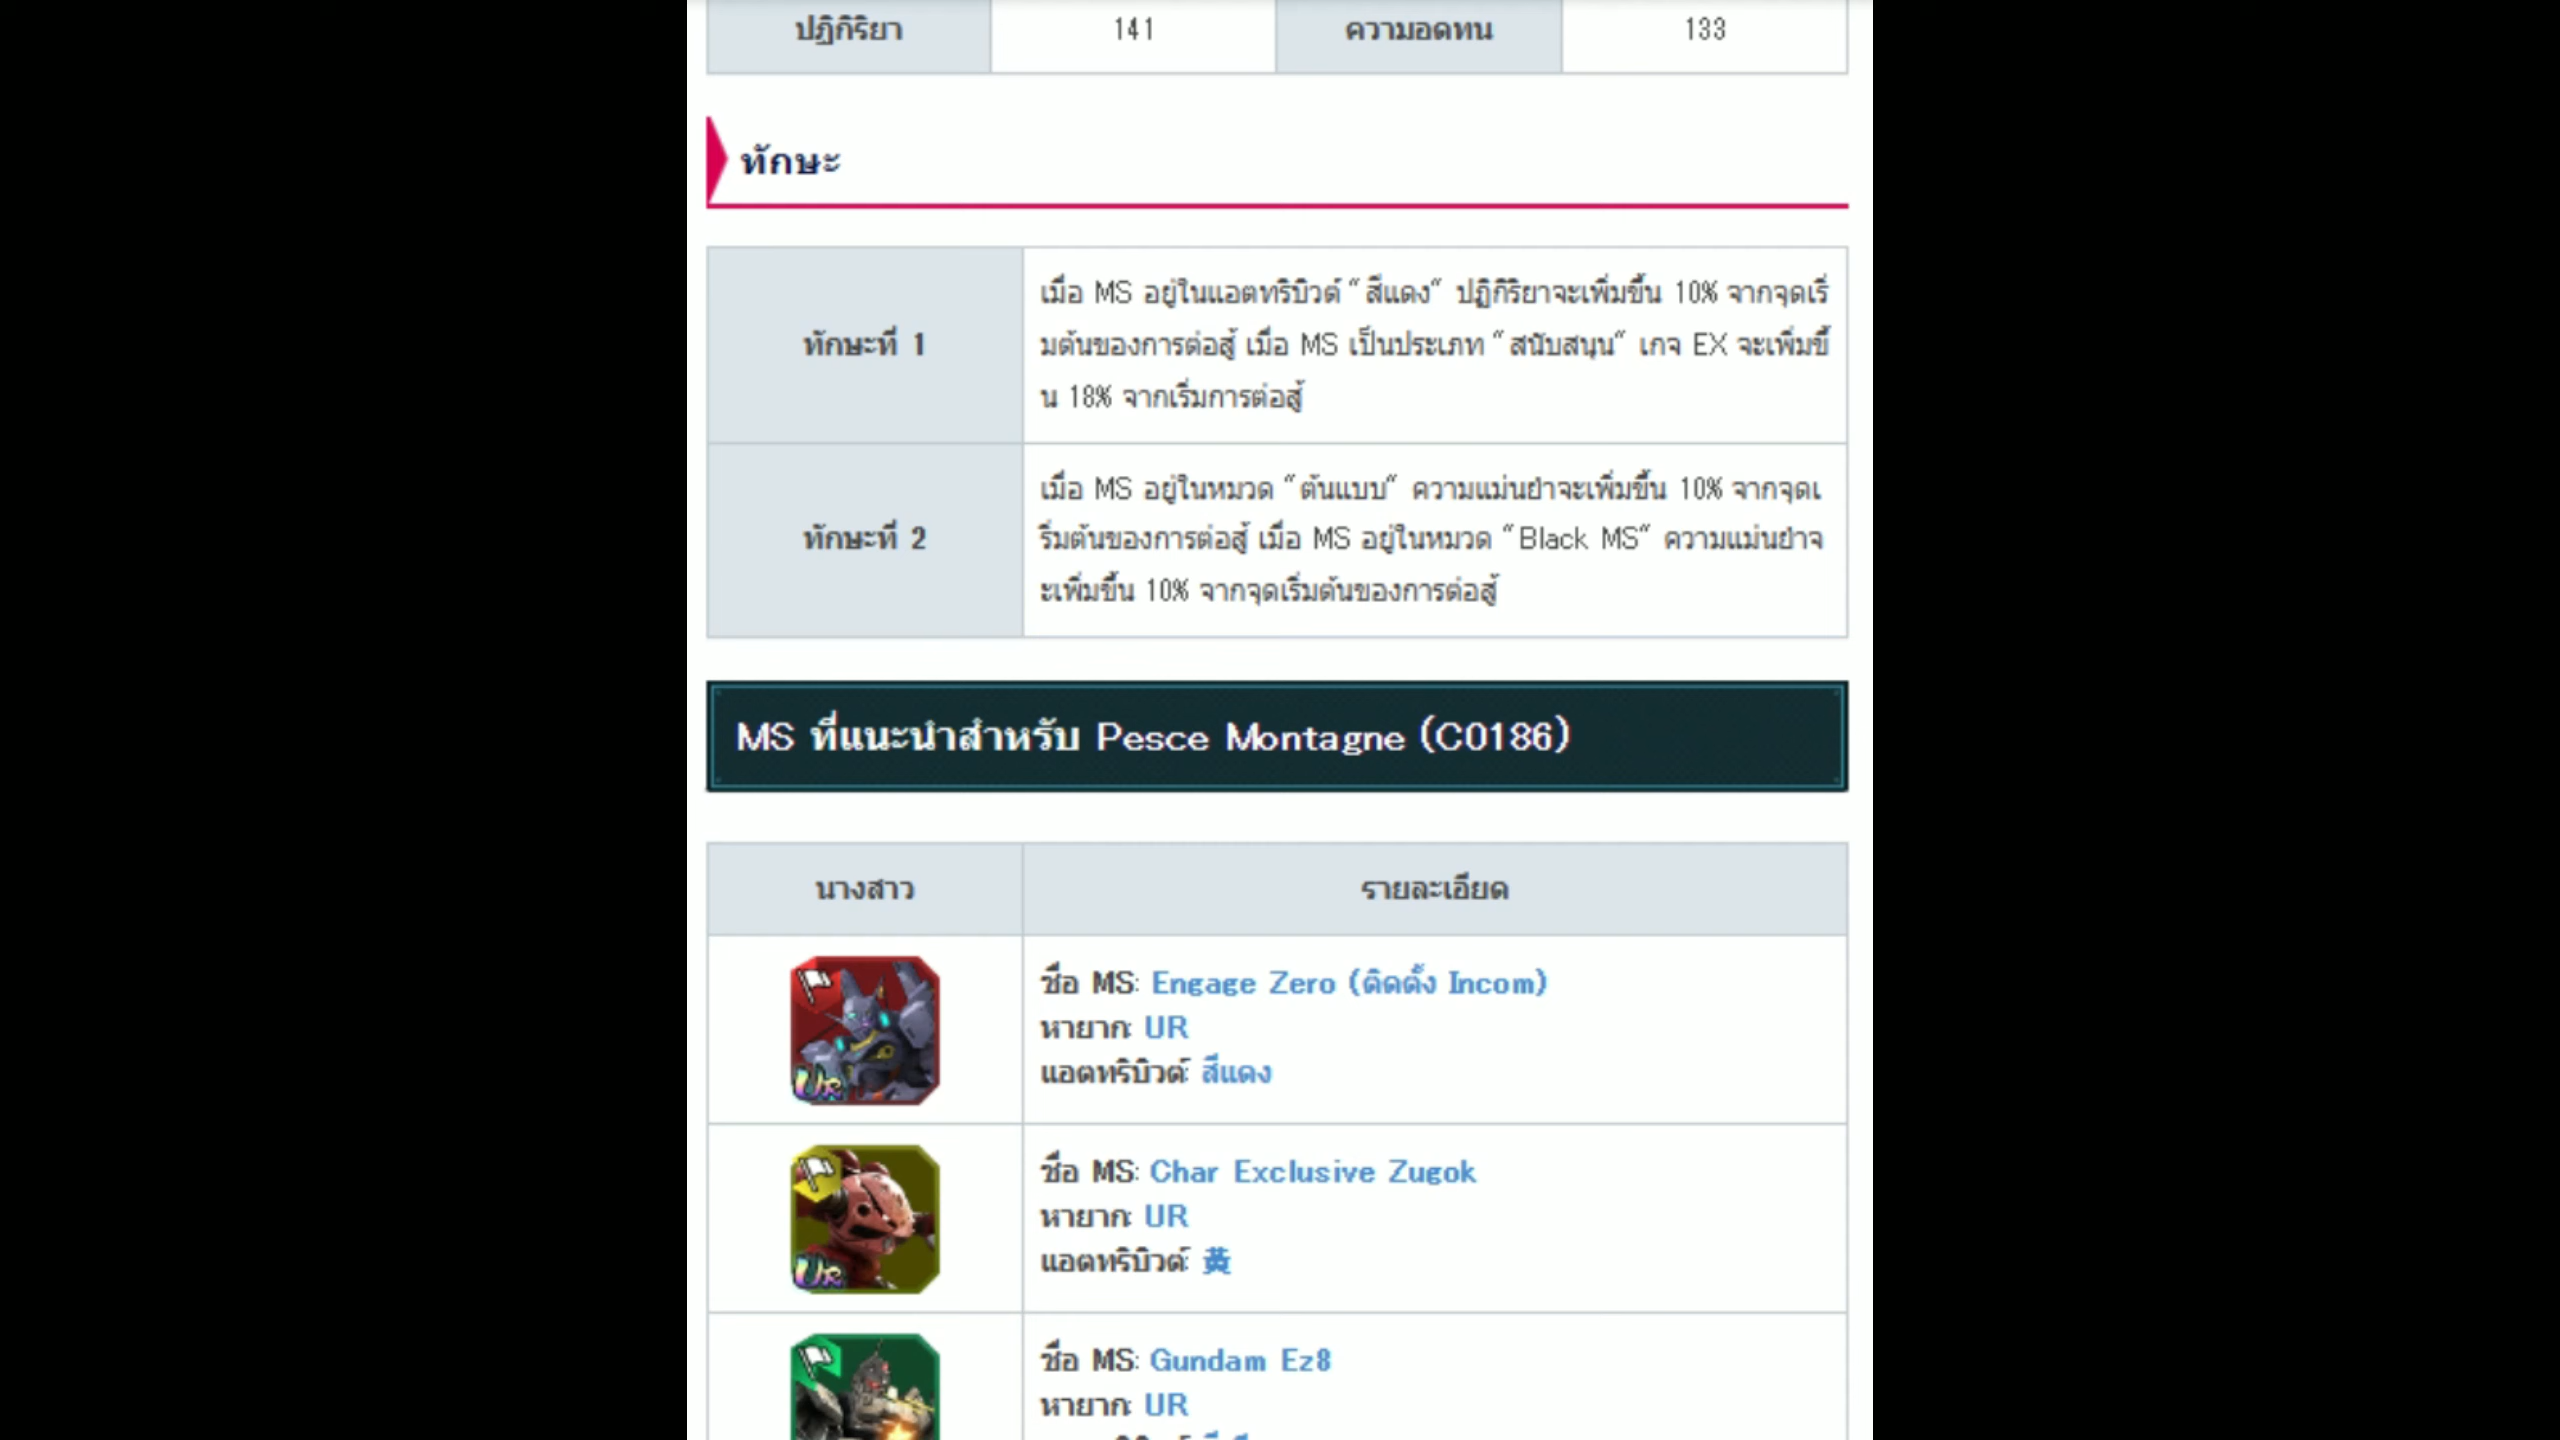 ปฏิกิริยา 141 ความอดทน 133
ทักษะ
ทักษะที่ 1
เมื่อ MS อยู่ในแอตทริบิวต์ "สีแดง" ปฏิกิริยาจะเพิ่มขึ้น 10% จากจุดเริ่
มต้นของการต่อสู้ เมื่อ MS เป็นประเภท "สนับสนุน" เกจ EX จะเพิ่มขึ้
น 18% จากเริ่มการต่อสู้
ทักษะที่ 2
เมื่อ MS อยู่ในหมวด "ต้นแบบ" ความแม่นยำจะเพิ่มขึ้น 10% จากจุดเ
ริ่มต้นของการต่อสู้ เมื่อ MS อยู่ในหมวด "Black MS" ความแม่นยำจ
ะเพิ่มขึ้น 10% จากจุดเริ่มต้นของการต่อสู้
MS ที่แนะนำสำหรับ Pesce Montagne (C0186)
นางสาว รายละเอียด
ชื่อ MS: Engage Zero (ติดตั้ง Incom)
หายาก: UR
แอตทริบิวต์: สีแดง
UR
ชื่อ MS: Char Exclusive Zugok
หายาก: UR
แอตทริบิวต์: 黄
UR
ชื่อ MS: Gundam Ez8
หายาก: UR